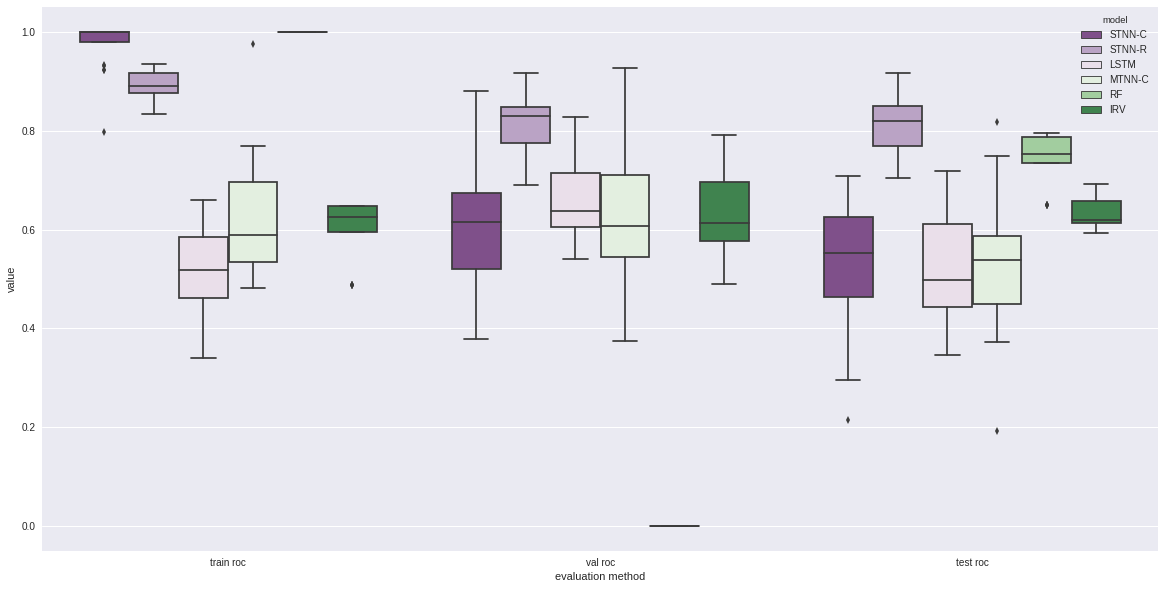 model
STNN-C
STNN-R
LSTM
MTNN-C
RF
IRV
value
1.0
0.8
0.6
0.4
0.2
0.0
train roc
val roc
test roc
evaluation method